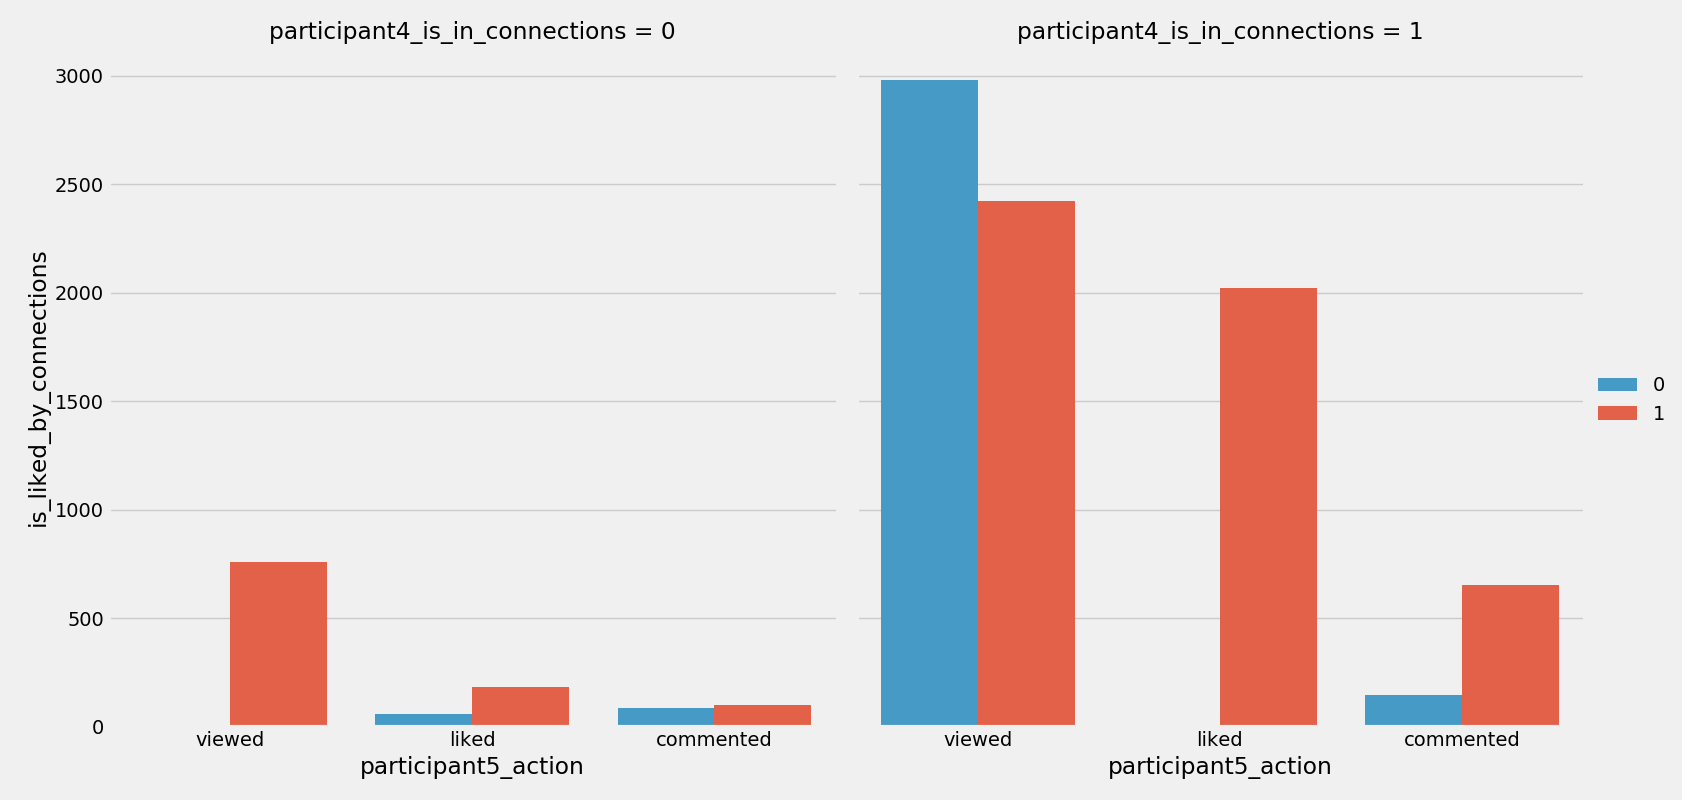 participant4_is_in_connections = 0
participant4_is_in_connections = 1
is_liked_by_connections
3000
2500
2000
1500
1000
500
0
viewed
liked
commented
viewed
liked
commented
participant5_action
participant5_action
0
1